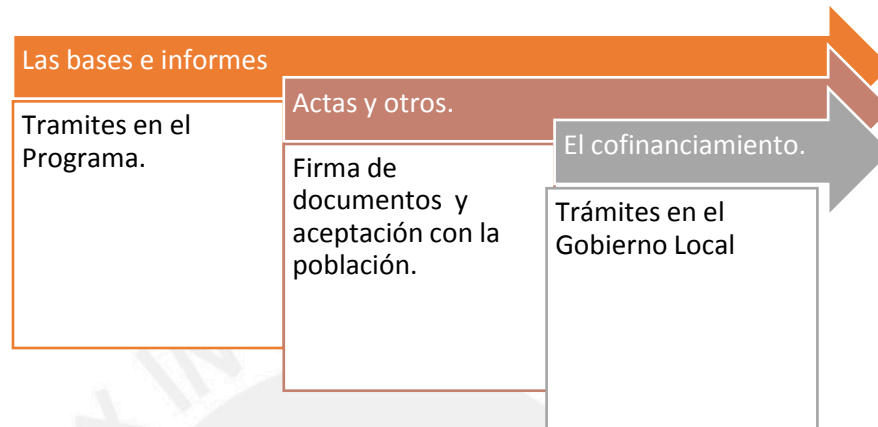 Las bases e informes
Tramites en el
Programa.
Actas y otros.
Firma de
documentos y
aceptación con la
población.
El cofinanciamiento.
Trámites en el
Gobierno Local